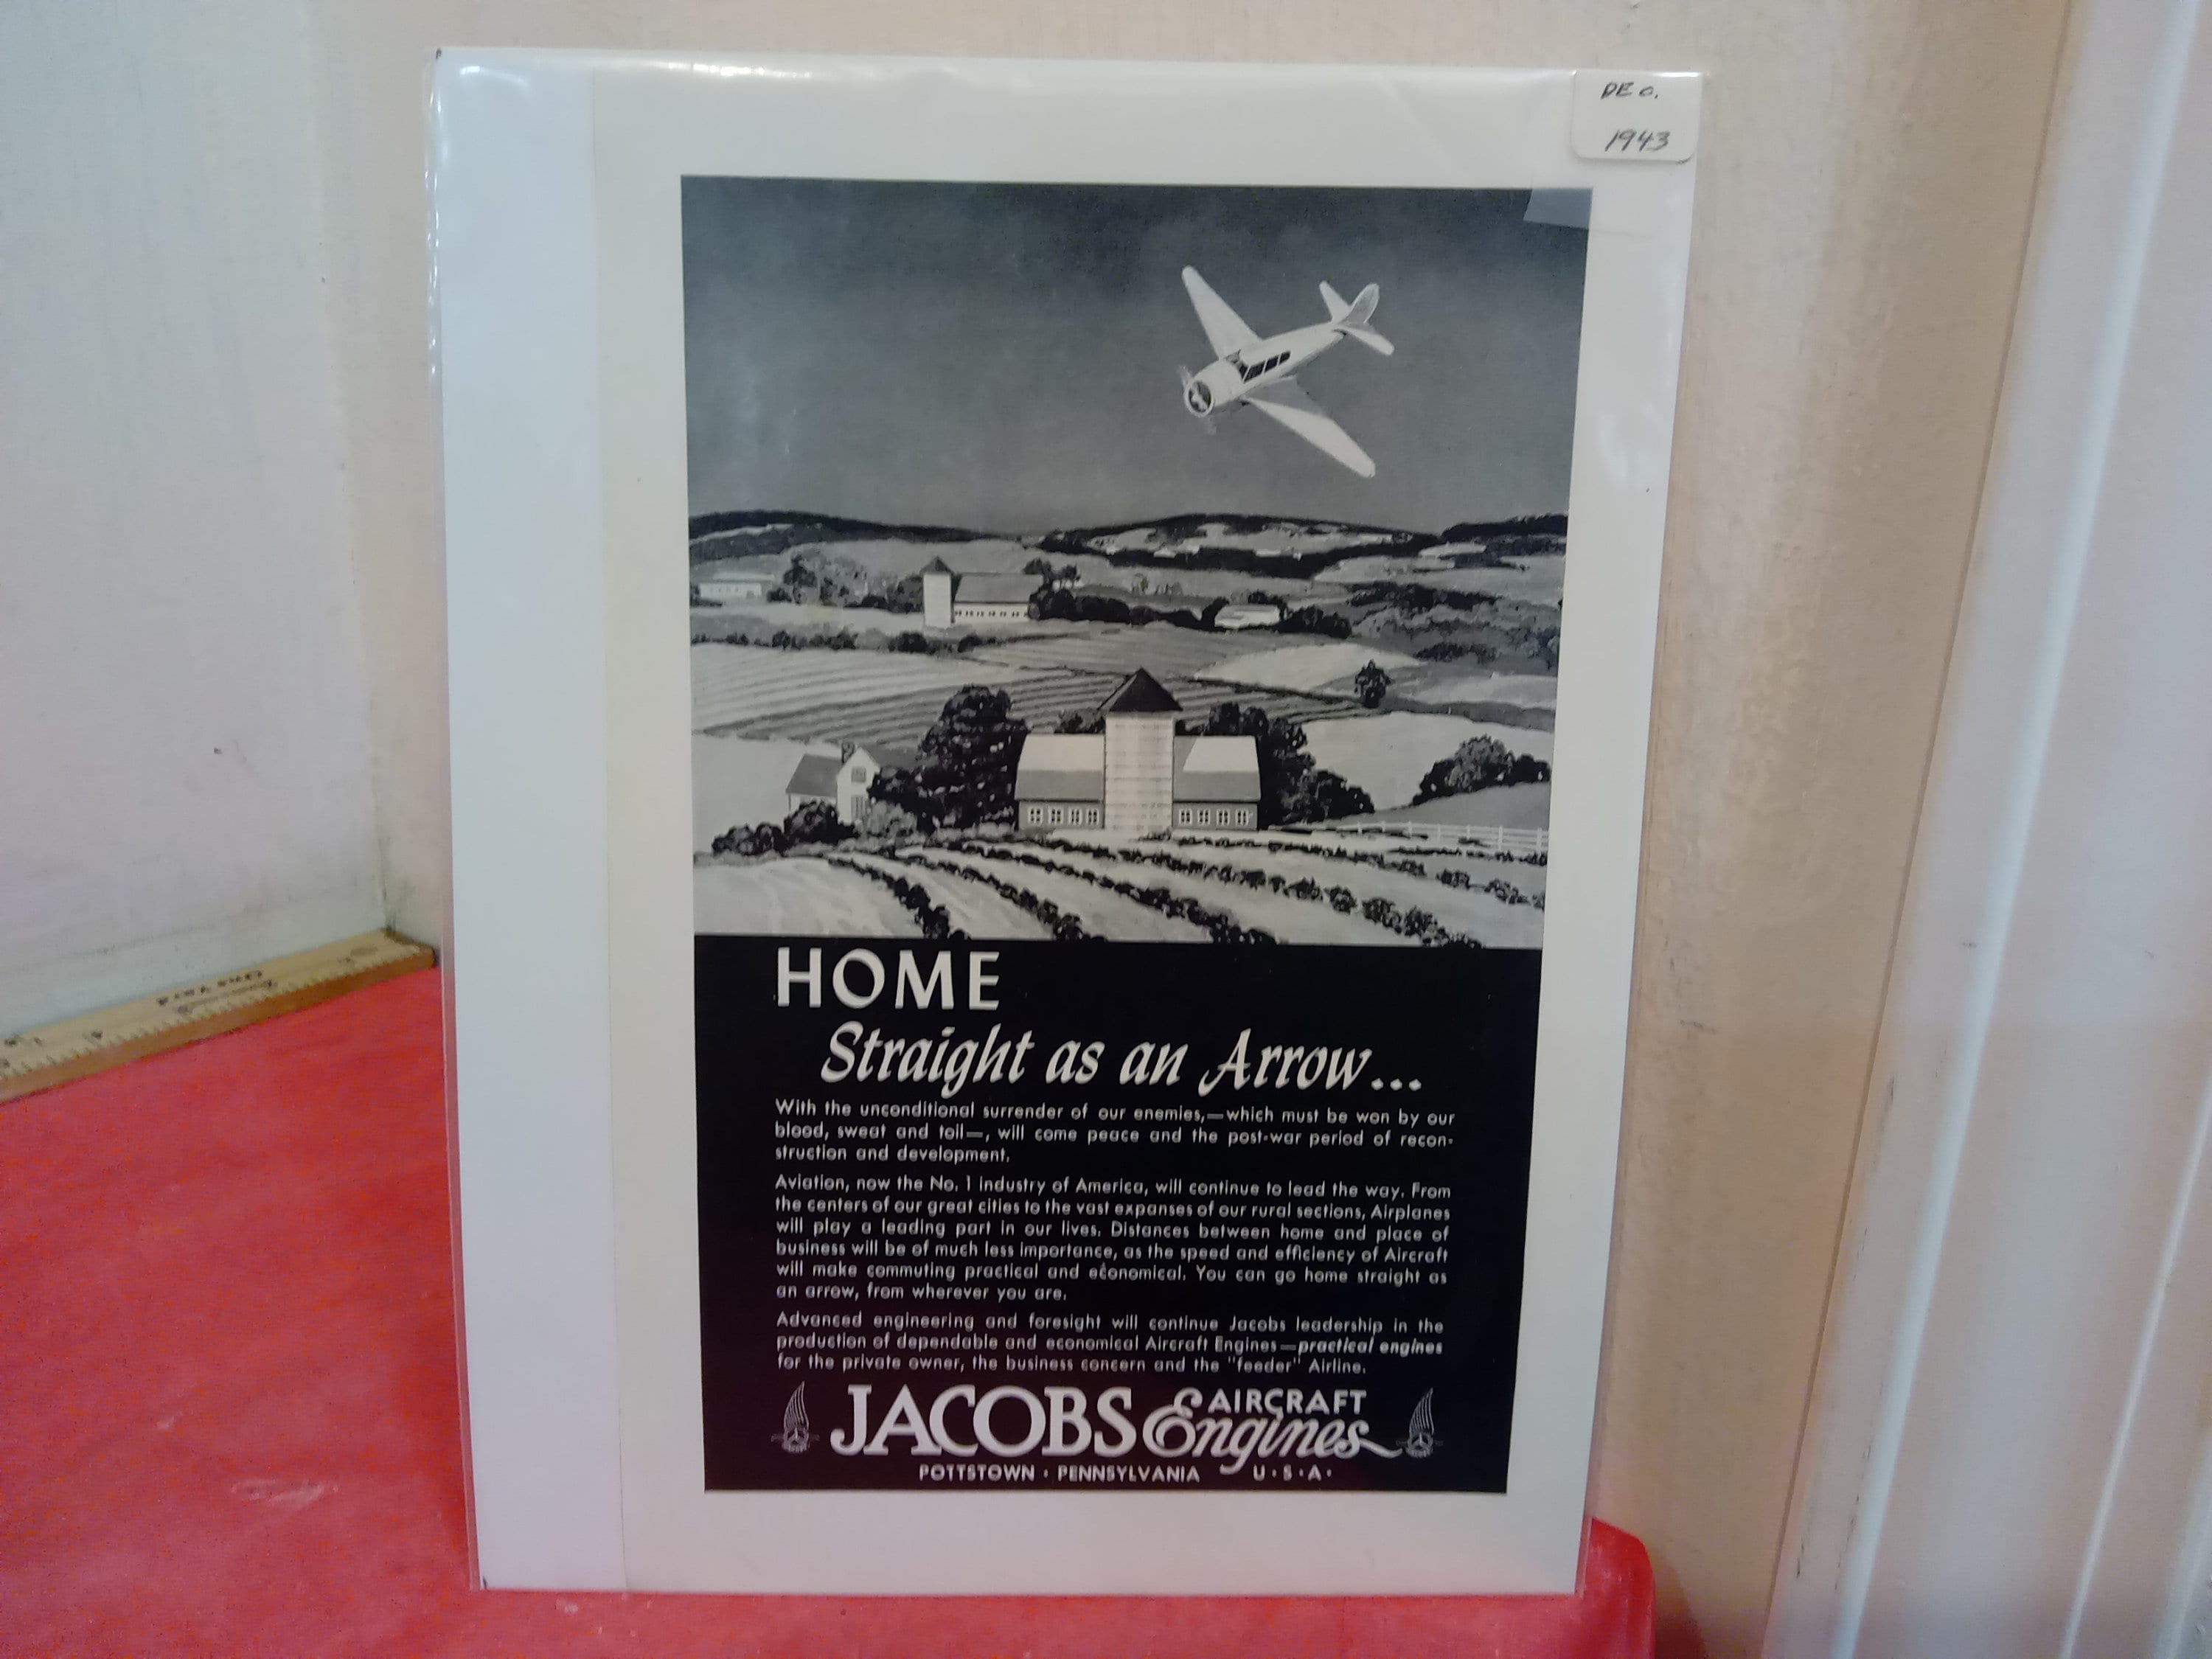 DEC.
1943
HOME
Straight as an Arrow...
With the unconditional surrender of our enemies,—which must be won by our
blood, sweat and toil—, will come peace and the post-war period of recon-
struction and development.
Aviation, now the No. 1 industry of America, will continue to lead the way. From
the centers of our great cities to the vast expanses of our rural sections, Airplanes
will play a leading part in our lives. Distances between home and place of
business will be of much less importance, as the speed and efficiency of Aircraft
will make commuting practical and economical. You can go home straight as
an arrow, from wherever you are.
Advanced engineering and foresight will continue Jacobs leadership in the
production of dependable and economical Aircraft Engines—practical engines
for the private owner, the business concern and the "feeder" Airline.
JACOBS AIRCRAFT Engines
POTTSTOWN · PENNSYLVANIA U·S·A·